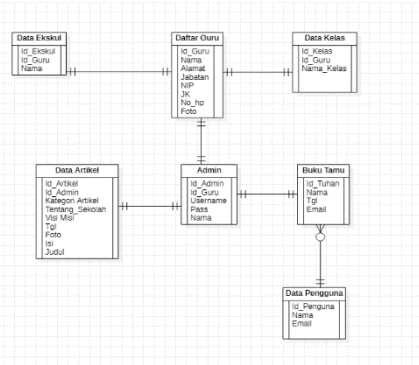 Data Ekskul
Id_Ekskul
Id_Guru
Nama
Daftar Guru
Id_Guru
Nama
Alamat
Jabatan
NIP
JK
No_hp
Foto
Data Kelas
Id_Kelas
Id_Guru
Nama_Kelas
Data Artikel
Id_Artikel
Id_Admin
Kategori Artikel
Tentang_Sekolah
Visi Misi
Tgl
Foto
Isi
Judul
Admin
Id_Admin
Id_Guru
Username
Pass
Nama
Buku Tamu
Id_Tuhan
Nama
Tgl
Email
Data Pengguna
Id_Penguna
Nama
Email